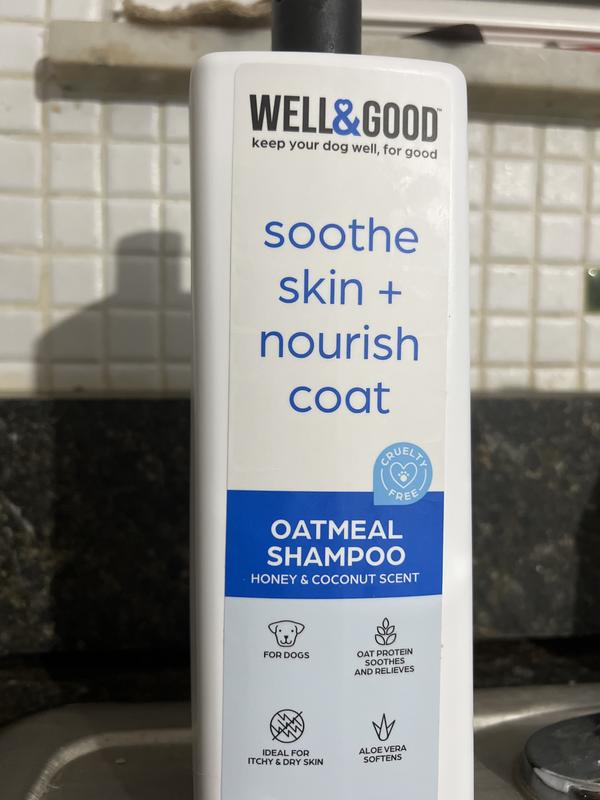 WELL&GOOD™
keep your dog well, for good
soothe
skin +
nourish
coat
CRUELTY
FREE
OATMEAL
SHAMPOO
HONEY & COCONUT SCENT
FOR DOGS
OAT PROTEIN
SOOTHES
AND RELIEVES
IDEAL FOR
ITCHY & DRY SKIN
ALOE VERA
SOFTENS